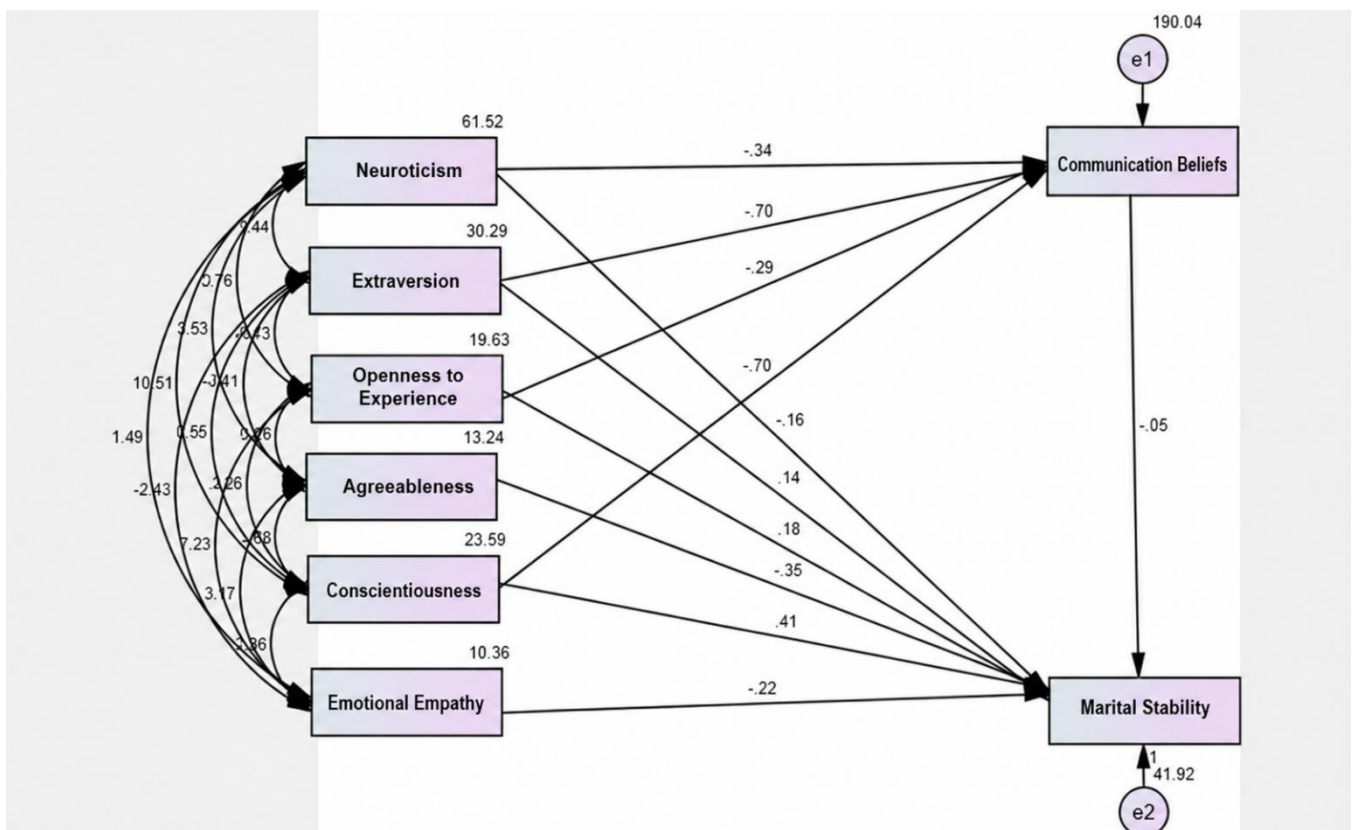 190.04
e1
61.52
Neuroticism
-.34
Communication Beliefs
-.70
30.29
Extraversion
-.29
19.63
3.53
Openness to
Experience
-.70
10.51
-.16
13.24
1.49
-.05
.14
Agreeableness
-2.43
.18
23.59
7.23
-.35
Conscientiousness
3.17
.41
10.36
-.22
Emotional Empathy
Marital Stability
1
41.92
e2